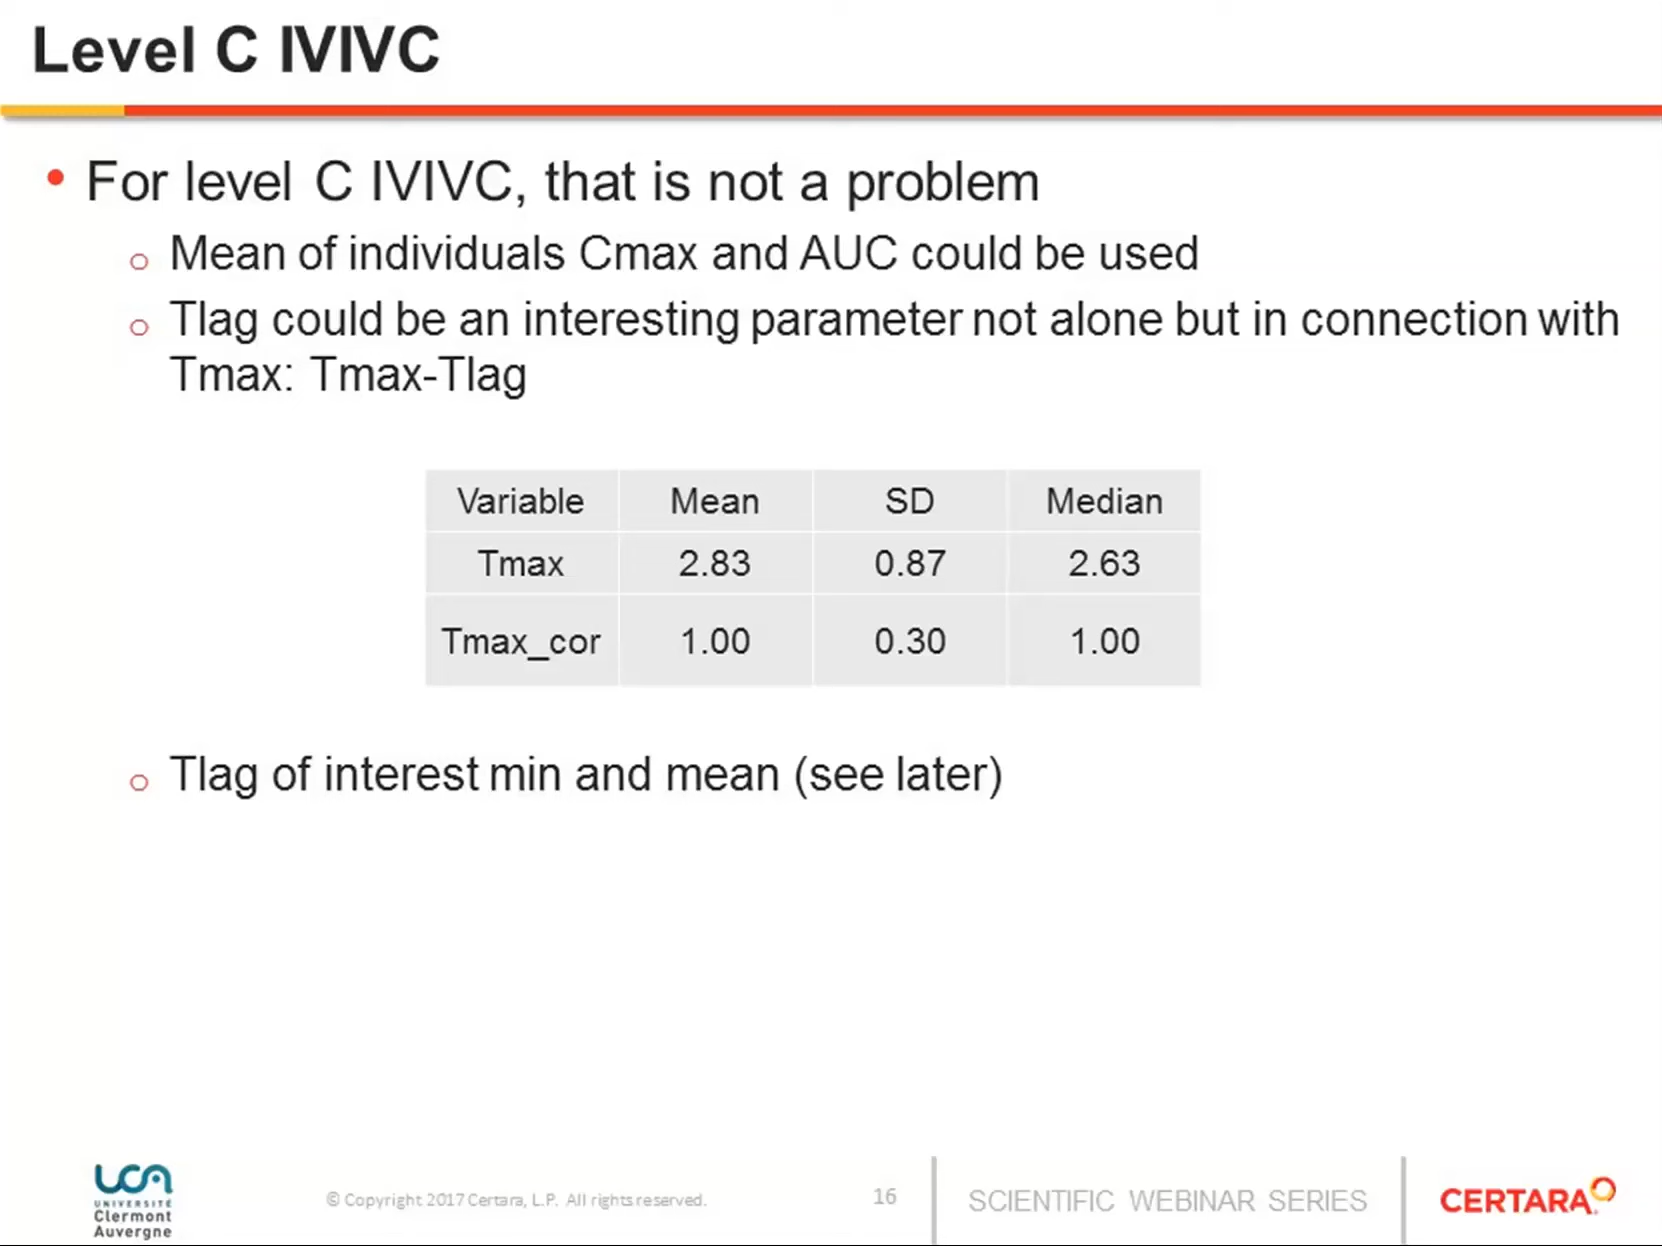 Level C IVIVC
• For level C IVIVC, that is not a problem
o Mean of individuals Cmax and AUC could be used
o Tlag could be an interesting parameter not alone but in connection with
Tmax: Tmax-Tlag
Variable Mean SD Median
Tmax 2.83 0.87 2.63
Tmax_cor 1.00 0.30 1.00
o Tlag of interest min and mean (see later)
UCA
UNIVERSITÉ
Clermont
Auvergne
© Copyright 2017 Certara, L.P. All rights reserved.
16
SCIENTIFIC WEBINAR SERIES
CERTARA